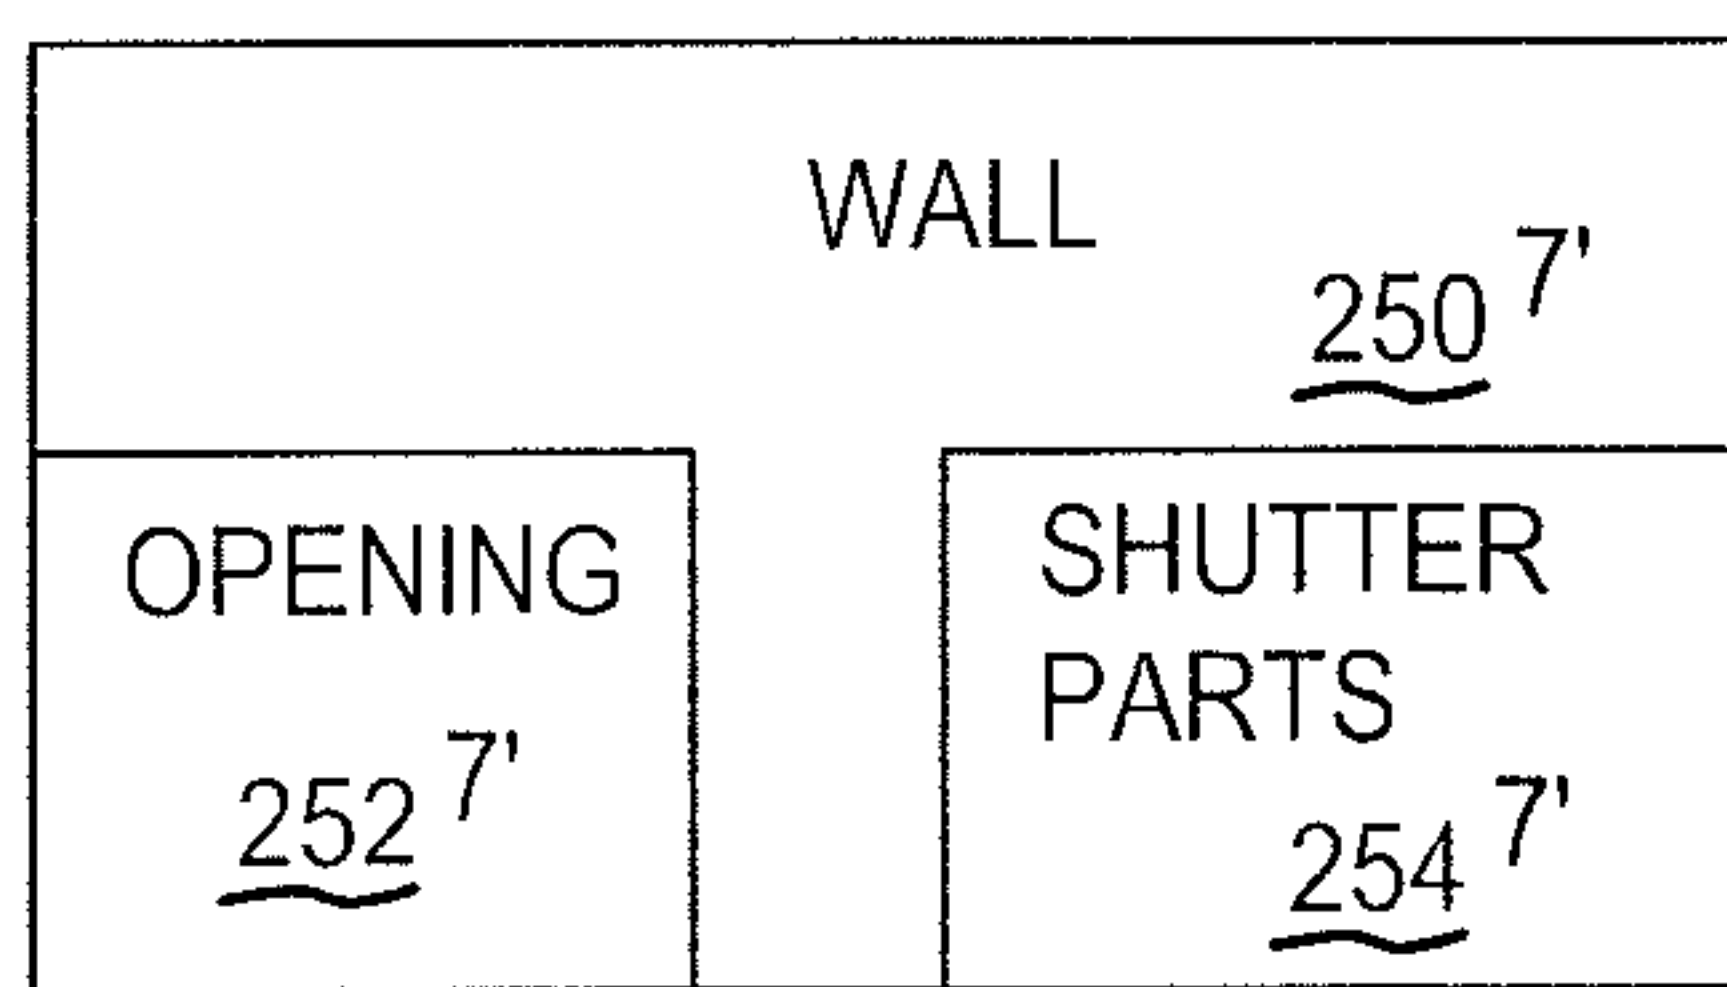 WALL
250 7'
OPENING
252 7'
SHUTTER
PARTS
254 7'